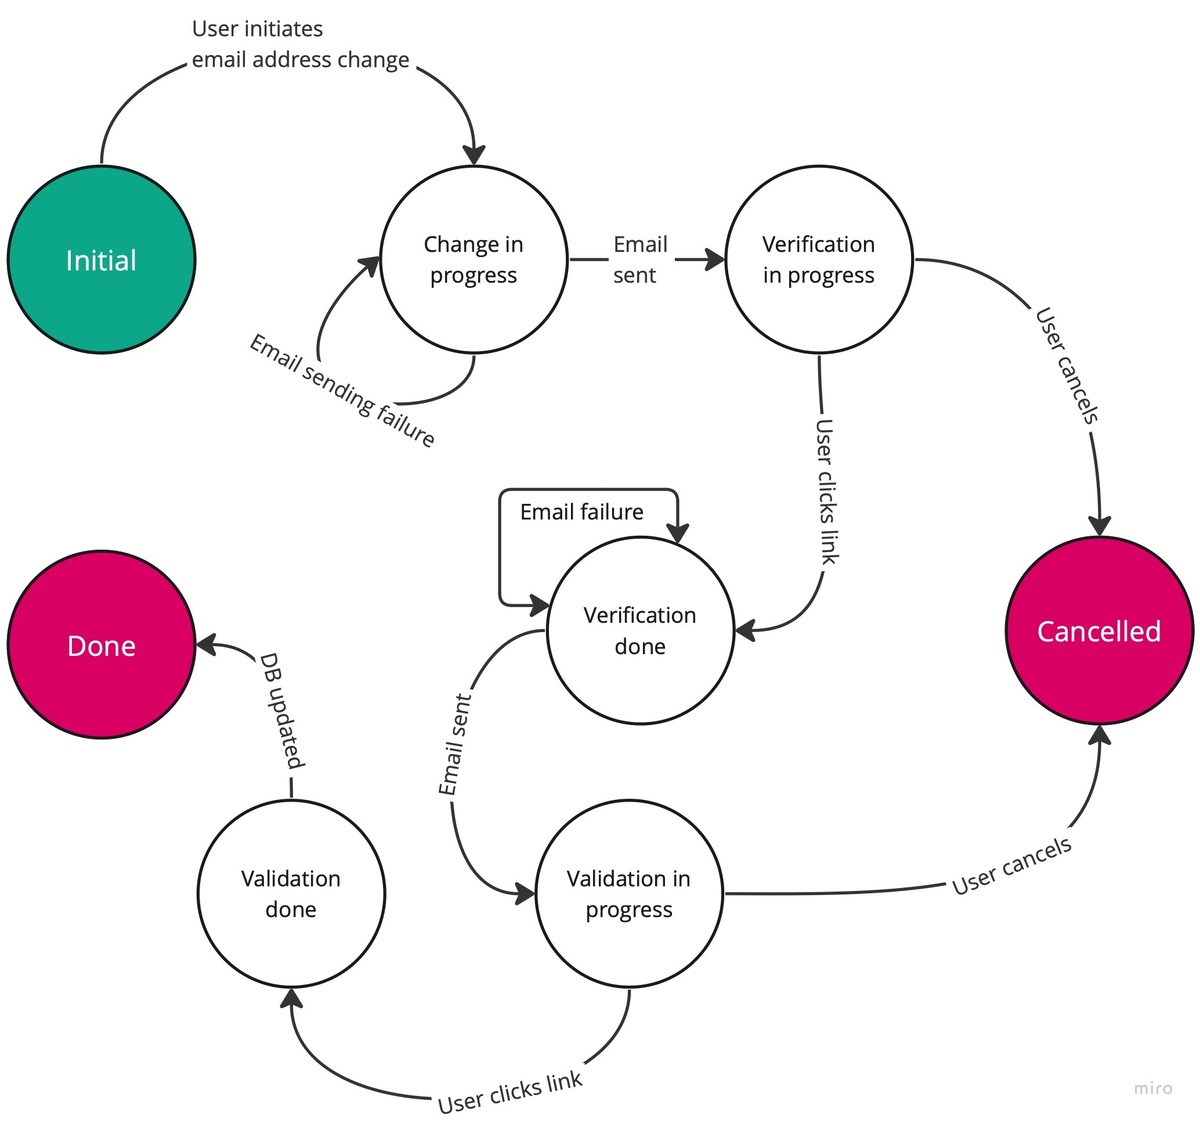 User initiates
email address change
Initial
Change in
progress
Email
sent
Verification
in progress
User cancels
Email sending failure
User clicks link
Email failure
Verification
done
Cancelled
Done
DB updated
Email sent
Validation
done
Validation in
progress
User cancels
User clicks link
miro